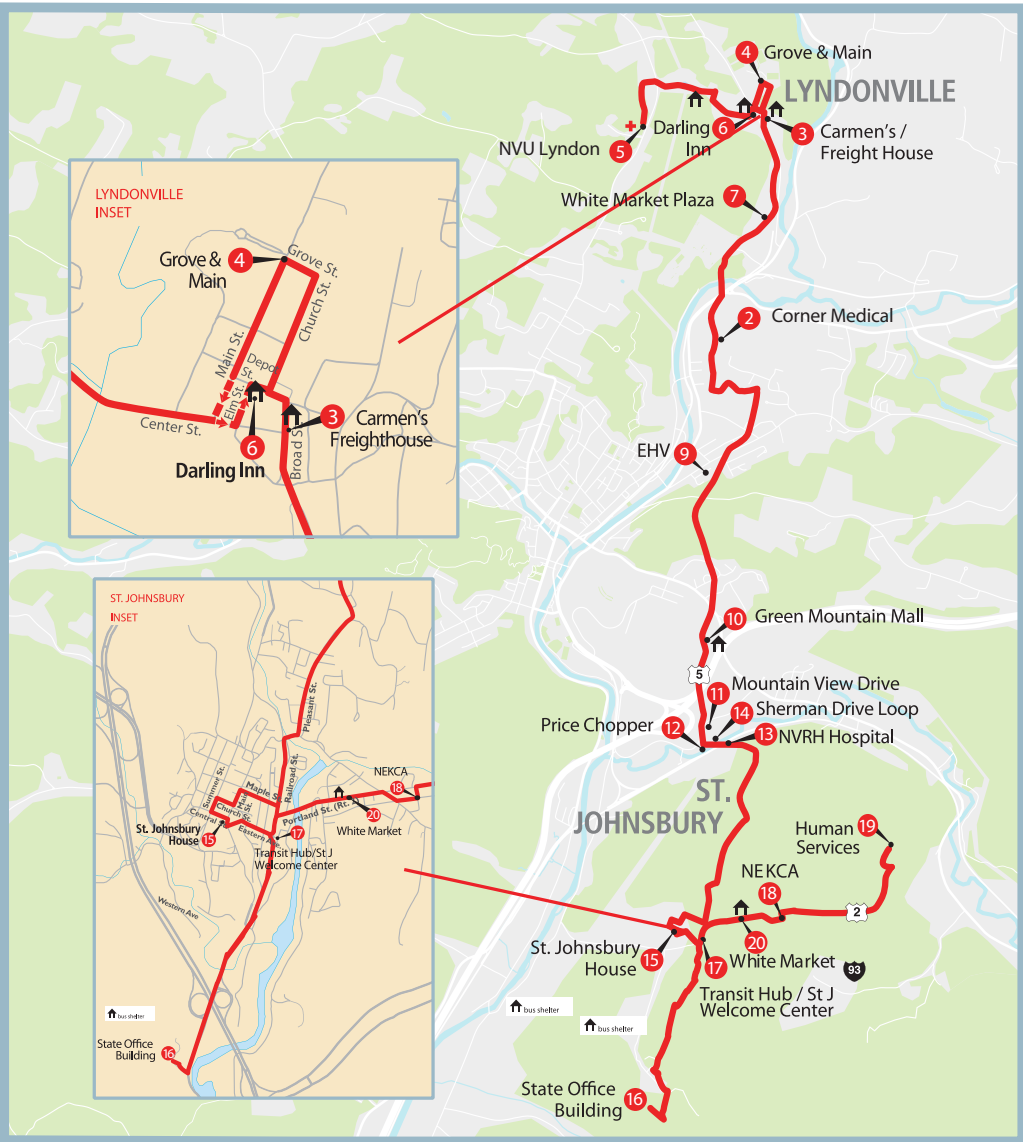 4
Grove & Main
LYNDONVILLE
6
Darling
Inn
3
Carmen's /
Freight House
NVU Lyndon
5
White Market Plaza
7
2
Corner Medical
EHV
9
10
Green Mountain Mall
5
11
Mountain View Drive
14
Sherman Drive Loop
Price Chopper
12
13
NVRH Hospital
ST.
JOHNSBURY
Human
Services
19
NEKCA
18
2
St. Johnsbury
House
15
20
White Market
17
93
Transit Hub / St J
Welcome Center
bus shelter
bus shelter
State Office
Building
16
LYNDONVILLE
INSET
Grove &
Main
4
Grove St.
Church St.
Main St.
Depot
St.
Elm St.
Center St.
Broad S
3
Carmen's
Freighthouse
6
Darling Inn
ST. JOHNSBURY
INSET
Pleasant St.
Railroad St.
Summer St.
Maple S
Main
St.
Church St.
Central
Eastern Ave
St. Johnsbury
House
15
17
Transit Hub/St J
Welcome Center
NEKCA
18
Portland St. (Rt.
20
White Market
Western Ave
bus shelter
State Office
Building
16